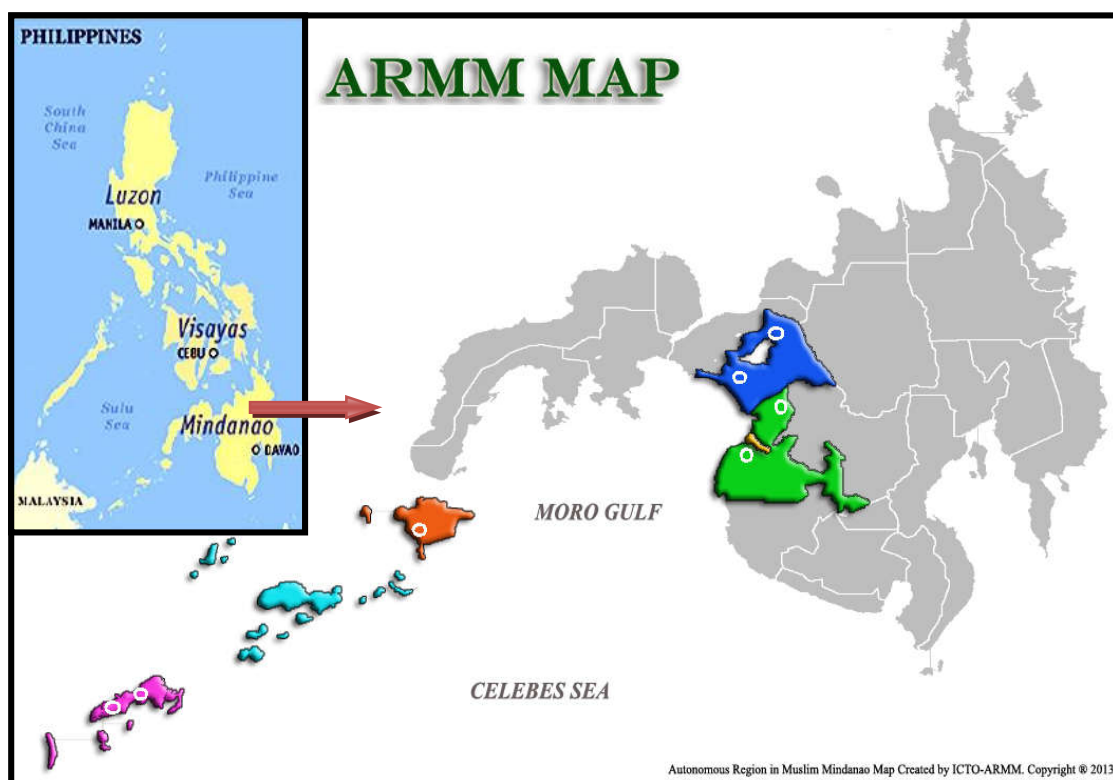 PHILIPPINES
ARMM MAP
South
China
Sea
Philippine
Sea
Luzon
MANILA
Visayas
CEBU
Sulu
Sea
Mindanao
DAVAO
MALAYSIA
MORO GULF
CELEBES SEA
Autonomous Region in Muslim Mindanao Map Created by ICTO-ARMM. Copyright ® 2013